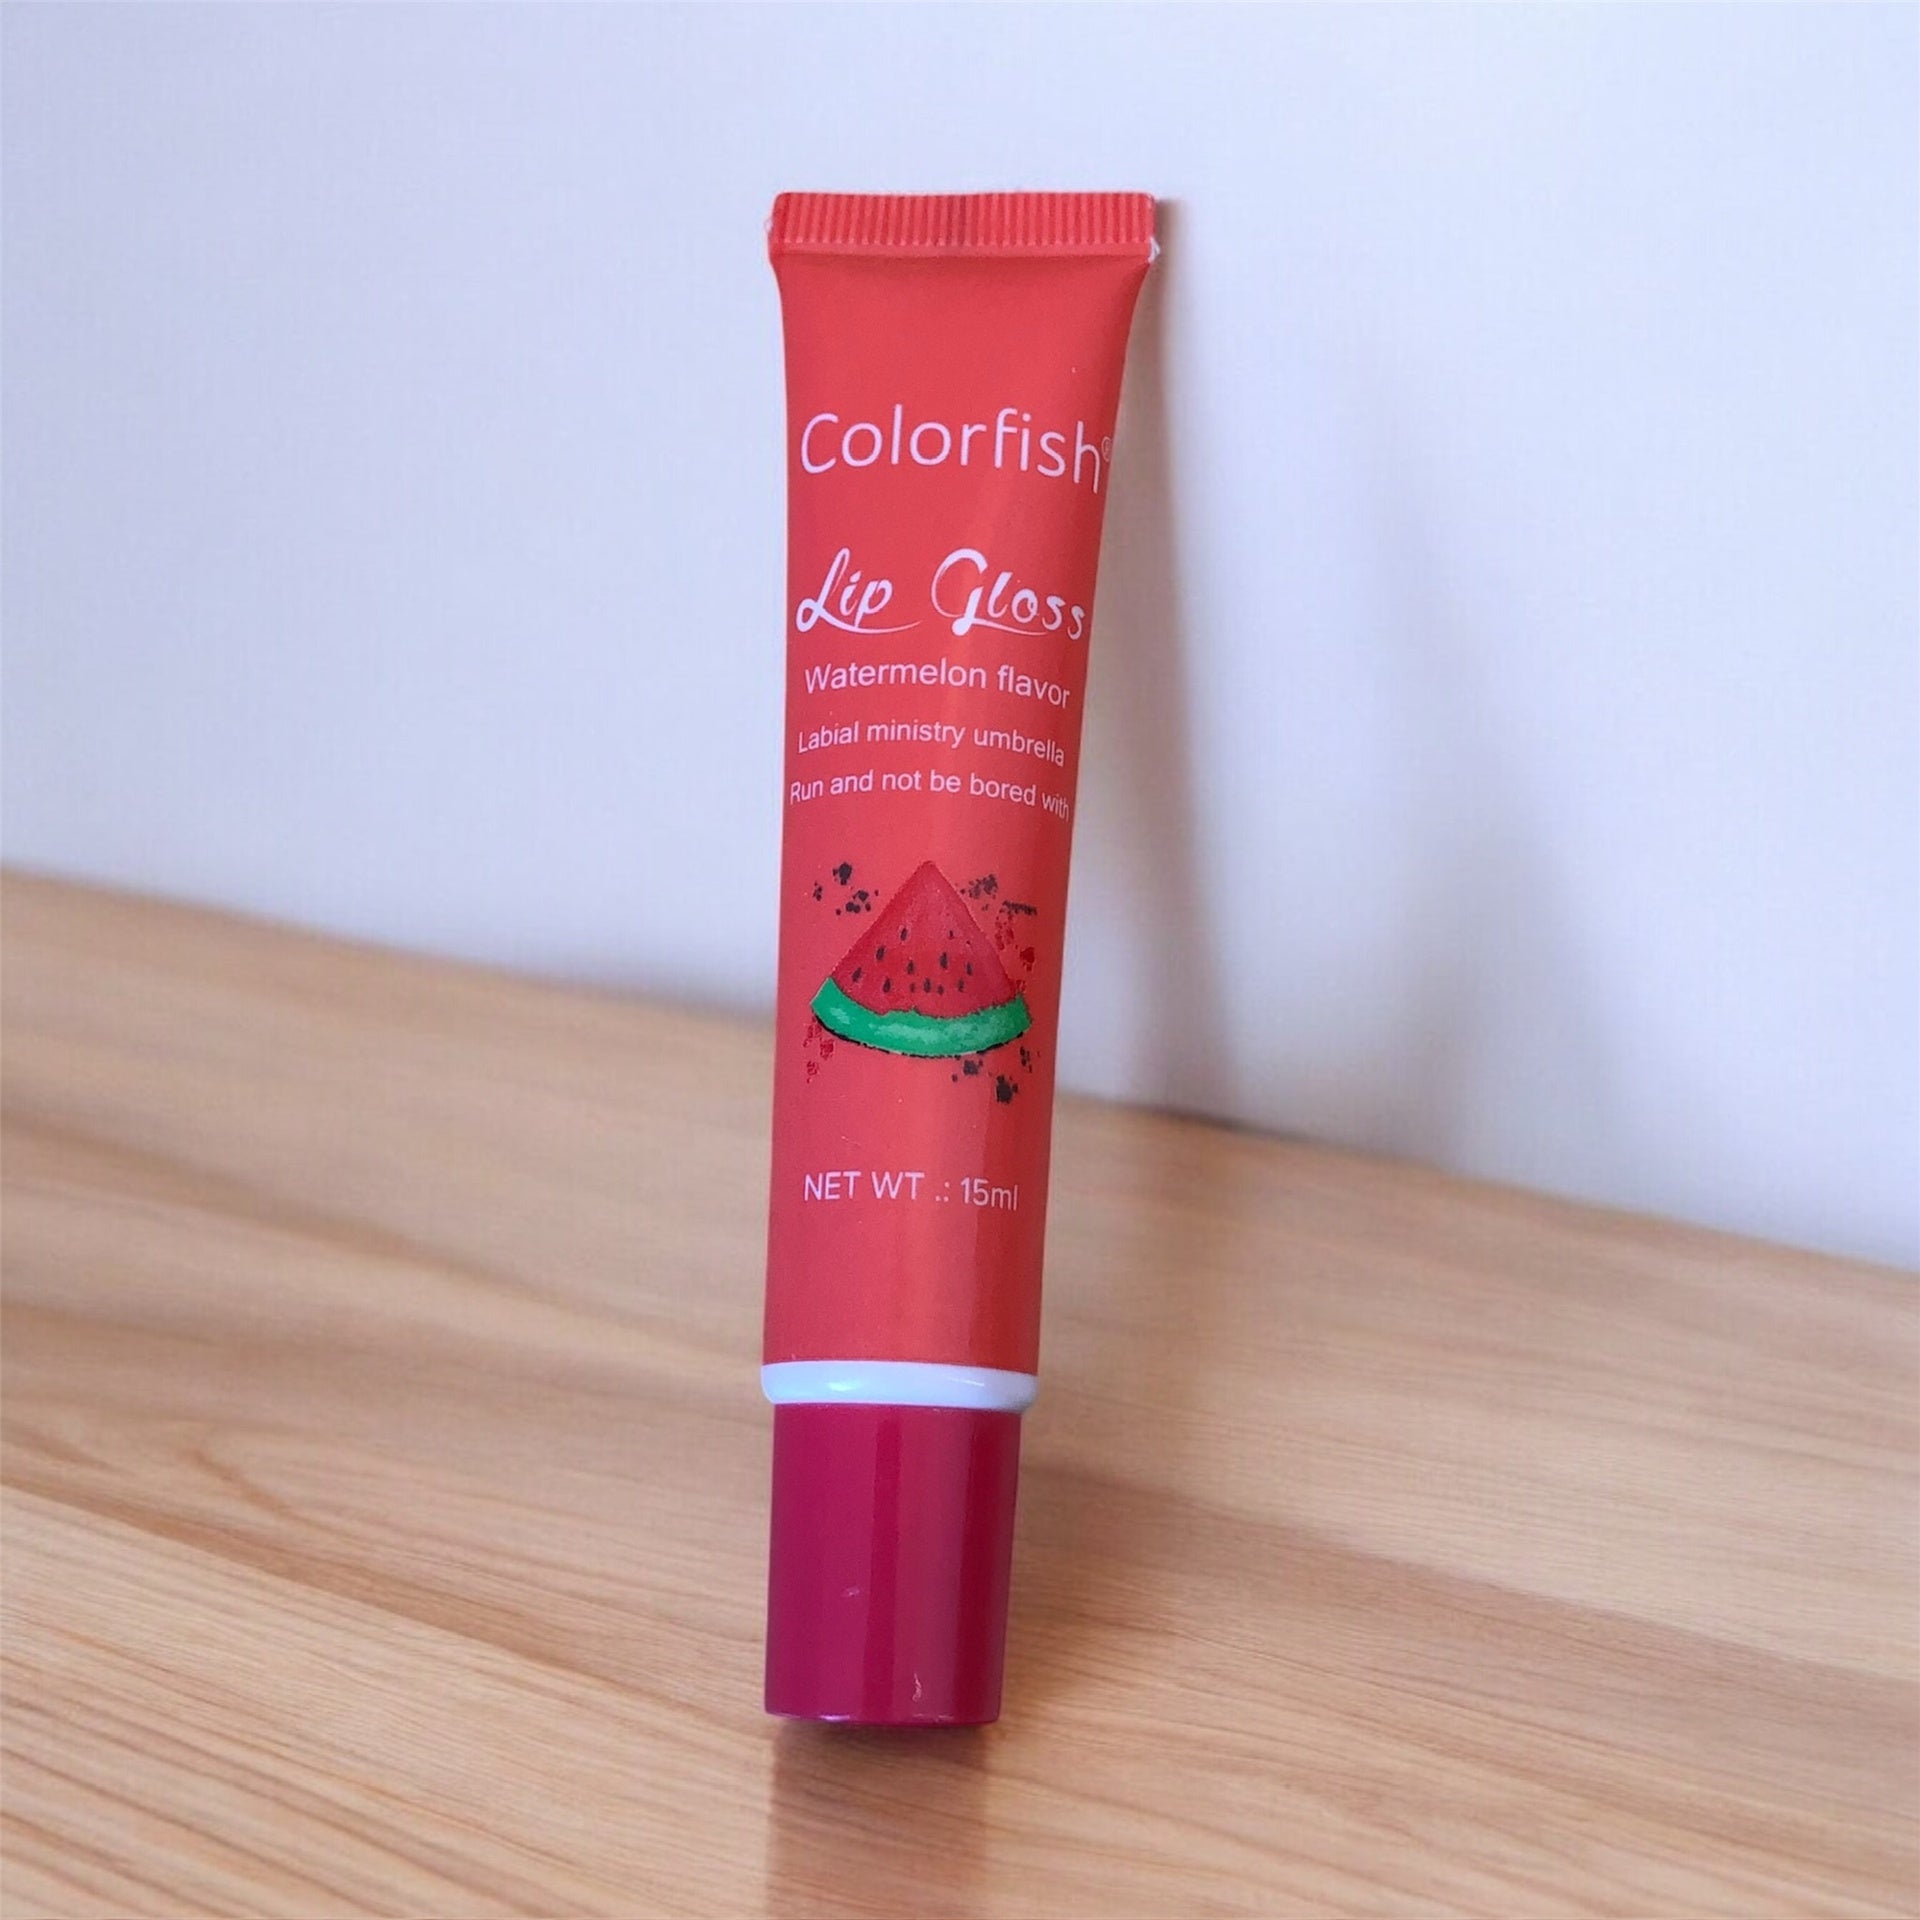 Colorfish®
Lip Gloss
Watermelon flavor
Labial ministry umbrella
Run and not be bored with
NET WT .: 15ml